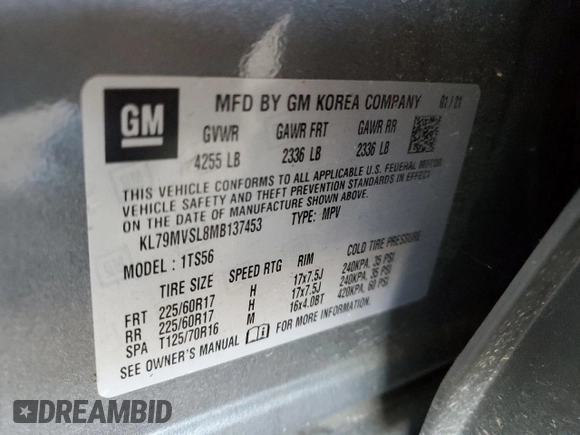 GM
MFD BY GM KOREA COMPANY 01/21
GVWR GAWR FRT GAWR RR
4255 LB 2336 LB 2336 LB
THIS VEHICLE CONFORMS TO ALL APPLICABLE U.S. FEDERAL MOTOR
VEHICLE SAFETY AND THEFT PREVENTION STANDARDS IN EFFECT
ON THE DATE OF MANUFACTURE SHOWN ABOVE.
KL79MVSL8MB137453 TYPE: MPV
MODEL: 1TS56
TIRE SIZE SPEED RTG RIM COLD TIRE PRESSURE
FRT 225/60R17 H 17x7.5J 240KPA, 35 PSI
RR 225/60R17 H 17x7.5J 240KPA, 35 PSI
SPA T125/70R16 M 16x4.0BT 420KPA, 60 PSI
SEE OWNER'S MANUAL FOR MORE INFORMATION.
DREAMBID